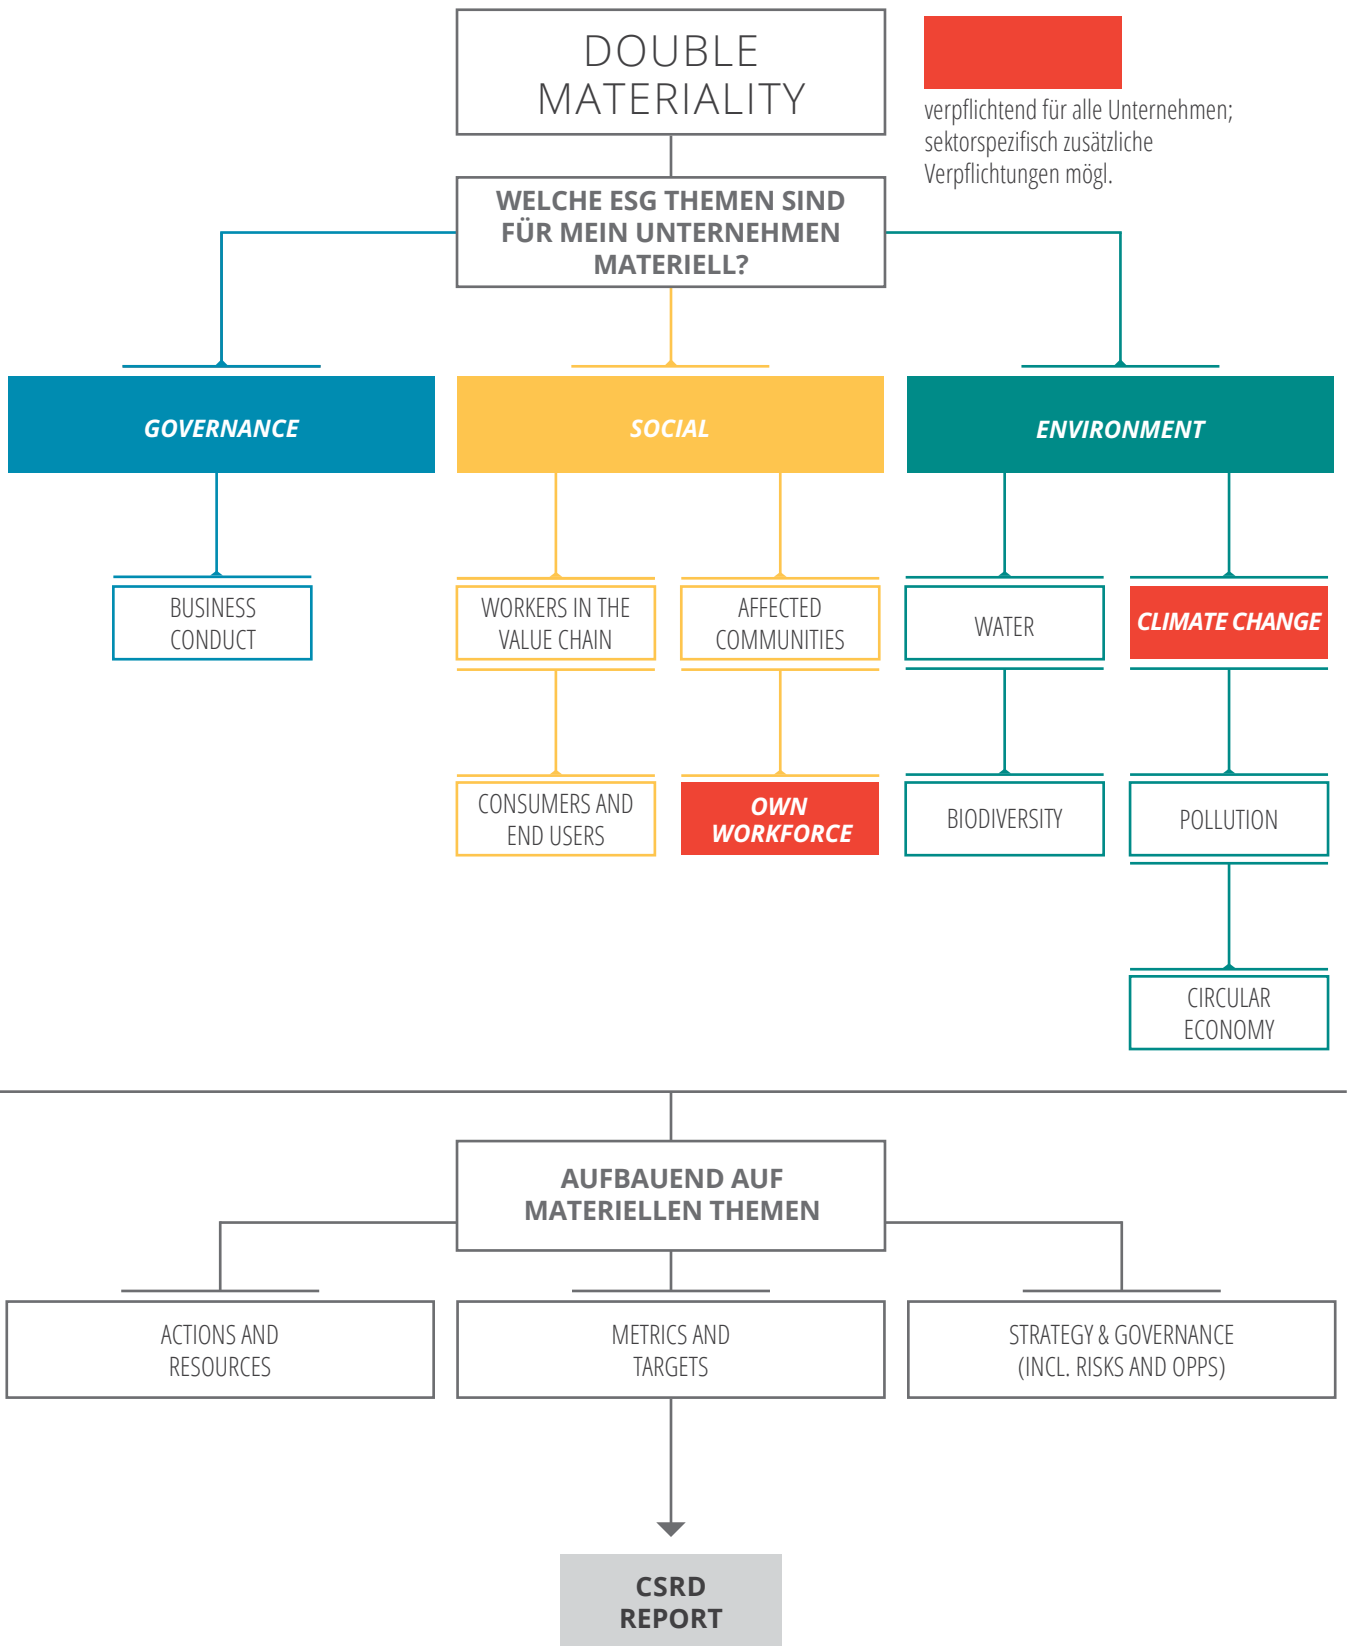 DOUBLE
MATERIALITY
verpflichtend für alle Unternehmen;
sektorspezifisch zusätzliche
Verpflichtungen mögl.
WELCHE ESG THEMEN SIND
FÜR MEIN UNTERNEHMEN
MATERIELL?
GOVERNANCE
SOCIAL
ENVIRONMENT
BUSINESS
CONDUCT
WORKERS IN THE
VALUE CHAIN
AFFECTED
COMMUNITIES
WATER
CLIMATE CHANGE
CONSUMERS AND
END USERS
OWN
WORKFORCE
BIODIVERSITY
POLLUTION
CIRCULAR
ECONOMY
AUFBAUEND AUF
MATERIELLEN THEMEN
ACTIONS AND
RESOURCES
METRICS AND
TARGETS
STRATEGY & GOVERNANCE
(INCL. RISKS AND OPPS)
CSRD
REPORT